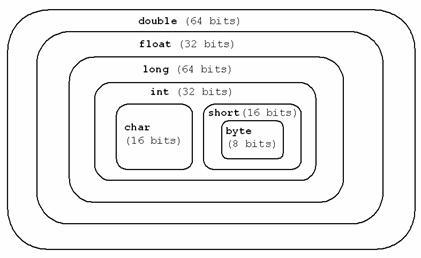 double (64 bits)
float (32 bits)
long (64 bits)
int (32 bits)
char
(16 bits)
short(16 bits)
byte
(8 bits)